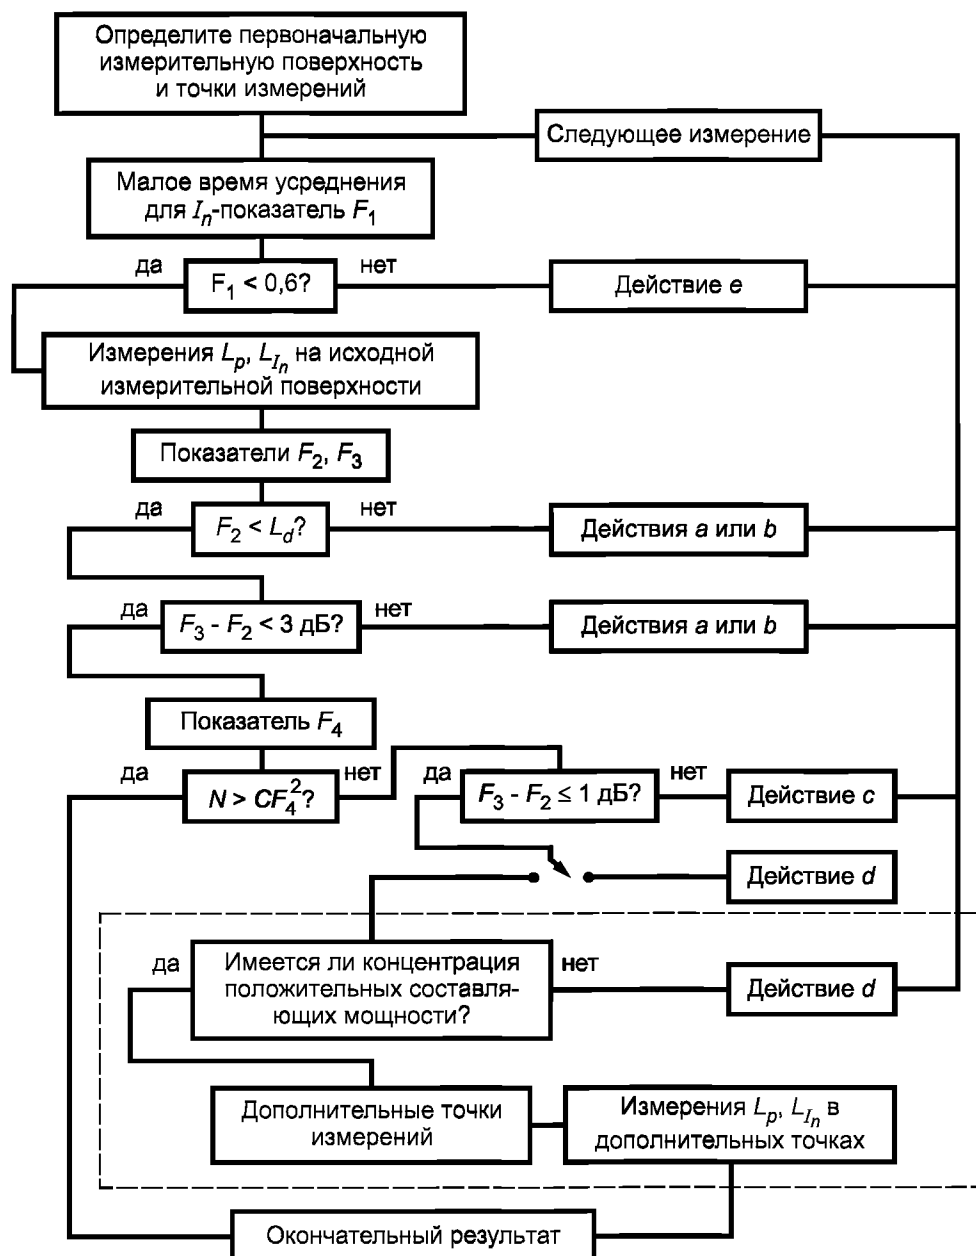 Определите первоначальную
измерительную поверхность
и точки измерений
Следующее измерение
Малое время усреднения
для Iₙ-показатель F₁
да
F₁ < 0,6?
нет
Действие e
Измерения Lₚ, L_Iₙ на исходной
измерительной поверхности
Показатели F₂, F₃
да
F₂ < L_d?
нет
Действия a или b
да
F₃ - F₂ < 3 дБ?
нет
Действия a или b
Показатель F₄
да
N > CF₄²?
нет
да
F₃ - F₂ ≤ 1 дБ?
нет
Действие c
Действие d
да
Имеется ли концентрация
положительных составля-
ющих мощности?
нет
Действие d
Дополнительные точки
измерений
Измерения Lₚ, L_Iₙ в
дополнительных точках
Окончательный результат